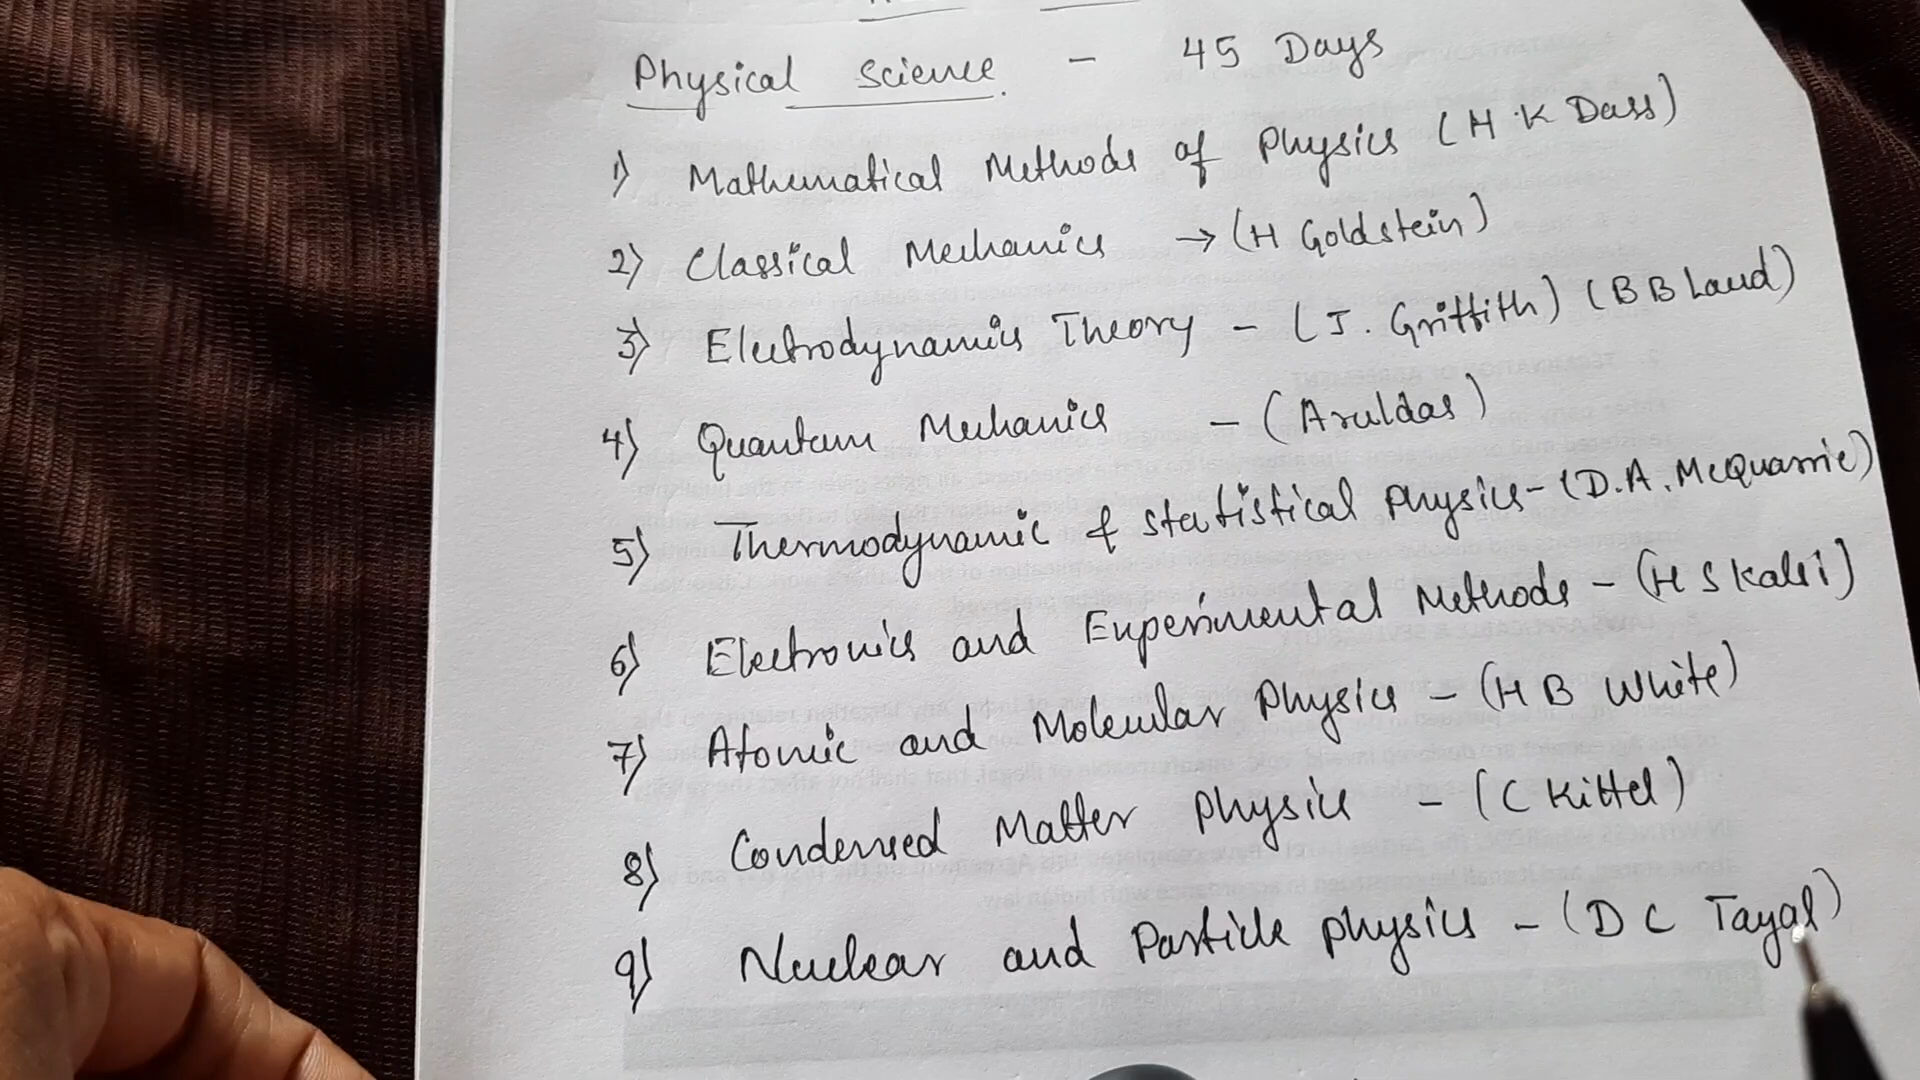 Physical Science - 45 Days
1) Mathematical Methods of Physics (H.K Dass)
2) Classical Mechanics → (H Goldstein)
3) Electrodynamics Theory - (J. Griffith) (B B Laud)
4) Quantum Mechanics - (Aruldas)
5) Thermodynamic & statistical Physics - (D.A. McQuarrie)
6) Electronics and Experimental Methods - (H S Kalsi)
7) Atomic and Molecular Physics - (H B White)
8) Condensed Matter Physics - (C Kittel)
9) Nuclear and Particle physics - (D C Tayal)